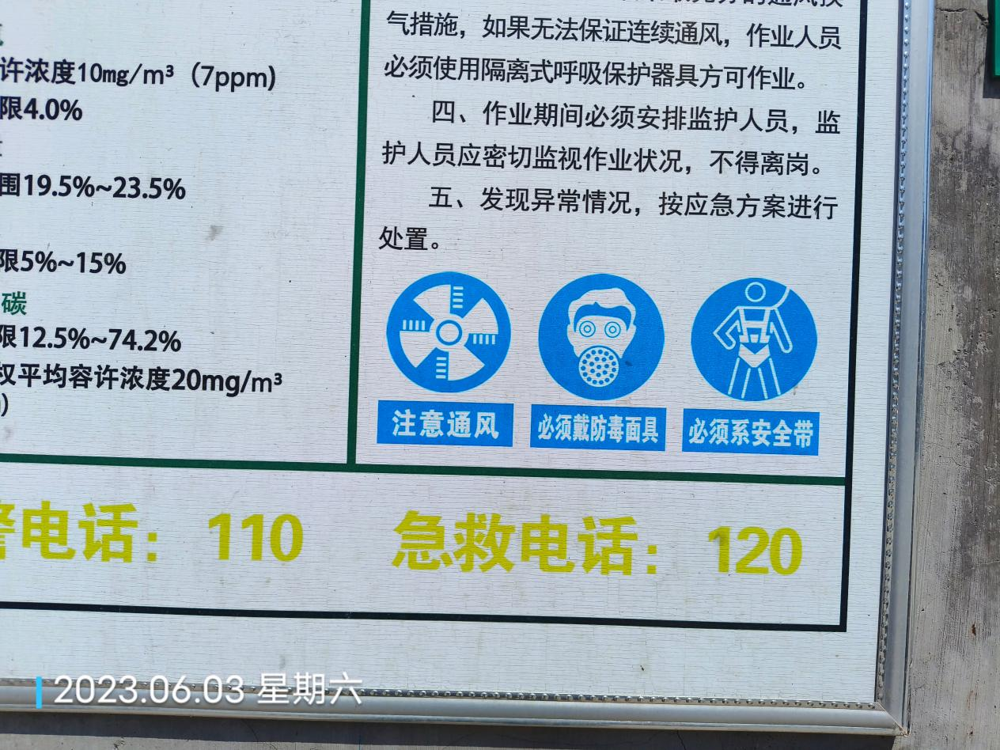 许浓度10mg/m³（7ppm)
限4.0%
围19.5%~23.5%
限5%~15%
碳
限12.5%~74.2%
权平均容许浓度20mg/m³
气措施，如果无法保证连续通风，作业人员
必须使用隔离式呼吸保护器具方可作业。
四、作业期间必须安排监护人员，监
护人员应密切监视作业状况，不得离岗。
五、发现异常情况，按应急方案进行
处置。
注意通风
必须戴防毒面具
必须系安全带
警电话：110
急救电话：120
2023.06.03 星期六